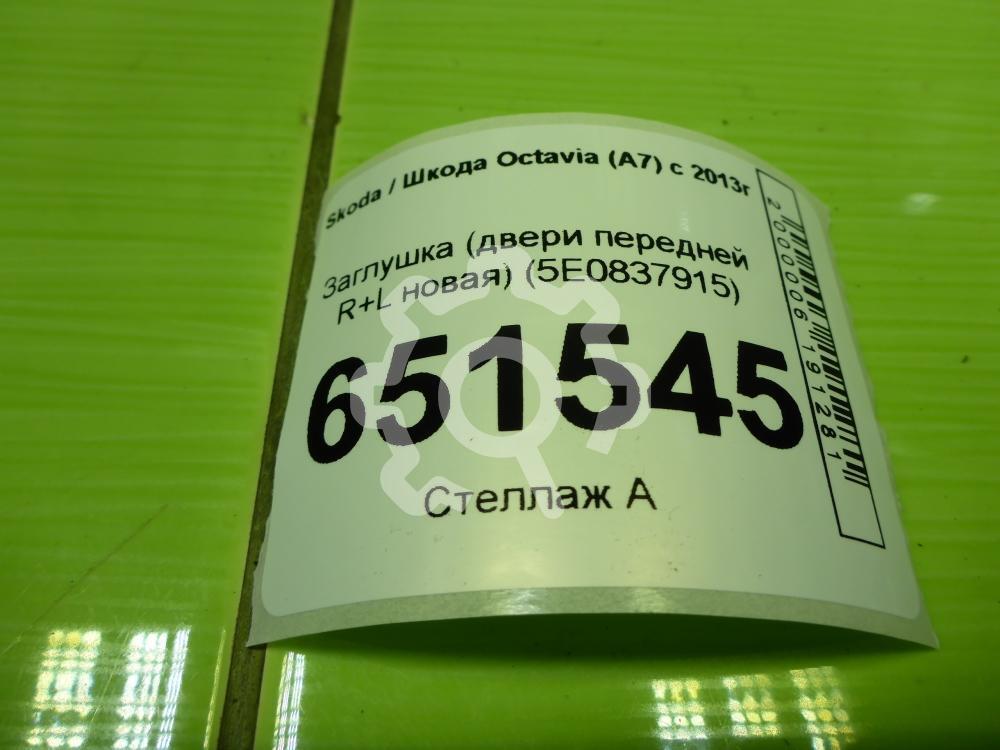 Skoda / Шкода Octavia (A7) с 2013г
Заглушка (двери передней
R+L новая) (5E0837915)
651545
Стеллаж А
2000006191281